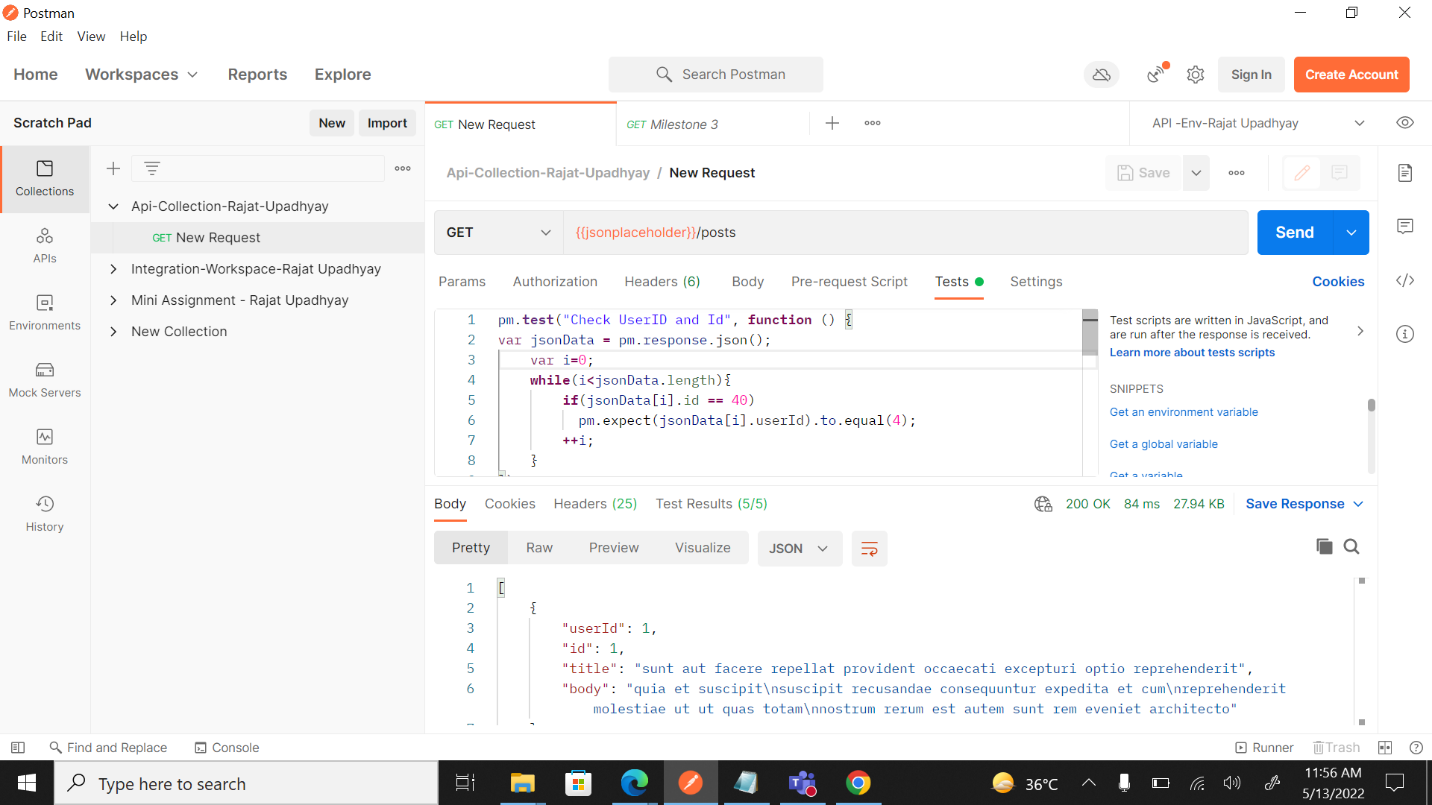 Postman
File Edit View Help
Home Workspaces Reports Explore
Search Postman
Sign In
Create Account
Scratch Pad
New
Import
GET New Request
GET Milestone 3
API -Env-Rajat Upadhyay
Collections
APIs
Environments
Mock Servers
Monitors
History
Api-Collection-Rajat-Upadhyay
GET New Request
Integration-Workspace-Rajat Upadhyay
Mini Assignment - Rajat Upadhyay
New Collection
Api-Collection-Rajat-Upadhyay / New Request
Save
GET
{{jsonplaceholder}}/posts
Send
Params Authorization Headers (6) Body Pre-request Script Tests Settings
Cookies
1 pm.test("Check UserID and Id", function () {
2 var jsonData = pm.response.json();
3 var i=0;
4 while(i<jsonData.length){
5 if(jsonData[i].id == 40)
6 pm.expect(jsonData[i].userId).to.equal(4);
7 ++i;
8 }
Test scripts are written in JavaScript, and
are run after the response is received.
Learn more about tests scripts
SNIPPETS
Get an environment variable
Get a global variable
Get a variable
Body Cookies Headers (25) Test Results (5/5)
200 OK 84 ms 27.94 KB Save Response
Pretty Raw Preview Visualize JSON
1 [
2 {
3 "userId": 1,
4 "id": 1,
5 "title": "sunt aut facere repellat provident occaecati excepturi optio reprehenderit",
6 "body": "quia et suscipit\nsuscipit recusandae consequuntur expedita et cum\nreprehenderit
molestiae ut ut quas totam\nnostrum rerum est autem sunt rem eveniet architecto"
Find and Replace Console
Runner Trash
Type here to search
36°C
11:56 AM
5/13/2022